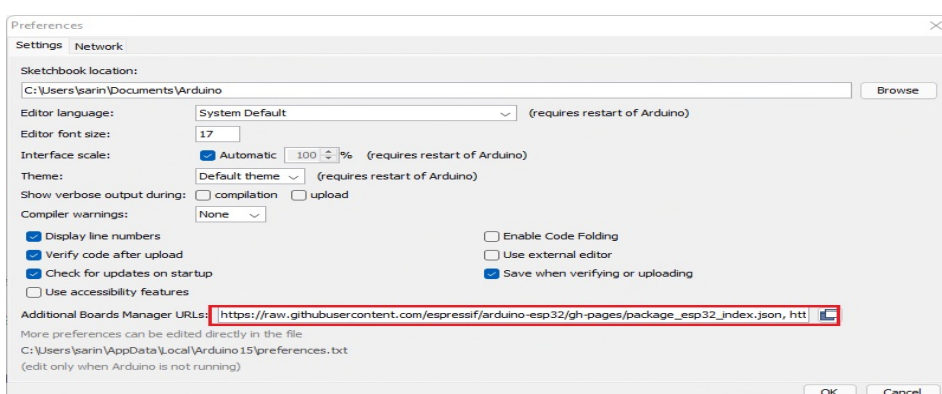 Preferences
Settings Network
Sketchbook location:
C:\Users\sarin\Documents\Arduino Browse
Editor language: System Default (requires restart of Arduino)
Editor font size: 17
Interface scale: Automatic 100 % (requires restart of Arduino)
Theme: Default theme (requires restart of Arduino)
Show verbose output during: compilation upload
Compiler warnings: None
Display line numbers Enable Code Folding
Verify code after upload Use external editor
Check for updates on startup Save when verifying or uploading
Use accessibility features
Additional Boards Manager URLs: https://raw.githubusercontent.com/espressif/arduino-esp32/gh-pages/package_esp32_index.json, htt
More preferences can be edited directly in the file
C:\Users\sarin\AppData\Local\Arduino15\preferences.txt
(edit only when Arduino is not running)
OK Cancel